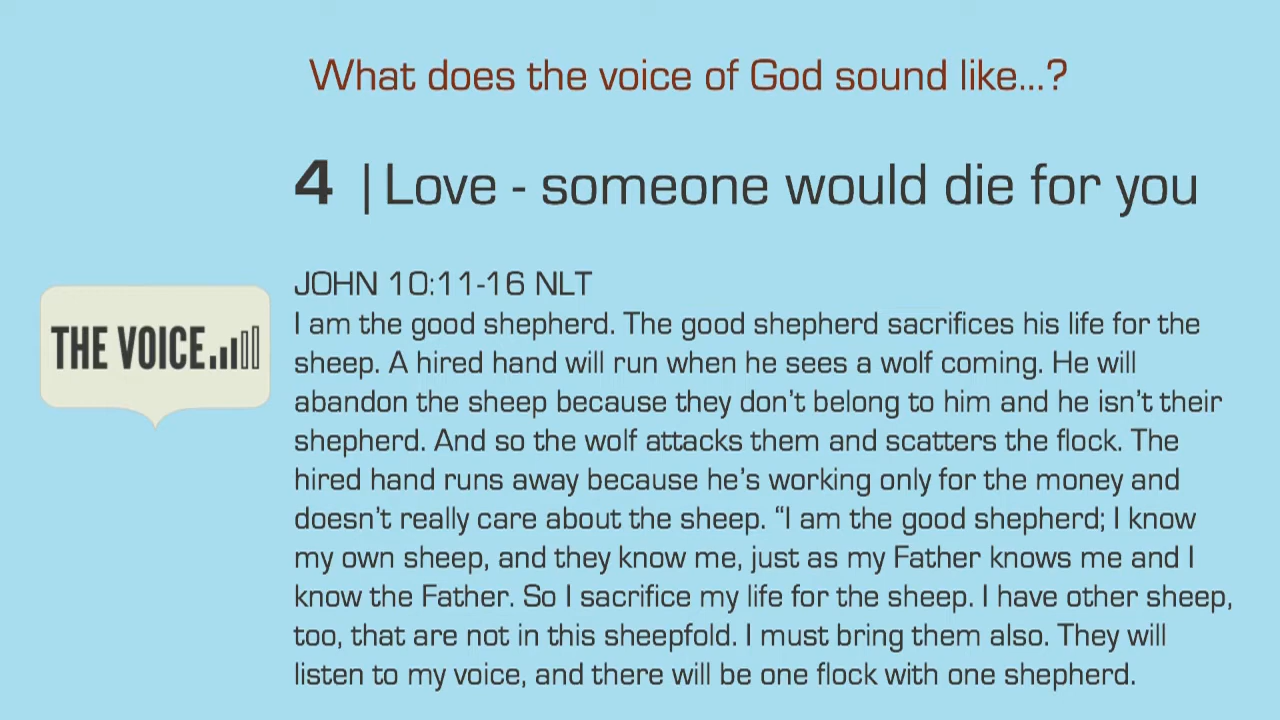 What does the voice of God sound like...?
4 | Love - someone would die for you
JOHN 10:11-16 NLT
I am the good shepherd. The good shepherd sacrifices his life for the
sheep. A hired hand will run when he sees a wolf coming. He will
abandon the sheep because they don't belong to him and he isn't their
shepherd. And so the wolf attacks them and scatters the flock. The
hired hand runs away because he's working only for the money and
doesn't really care about the sheep. “I am the good shepherd; I know
my own sheep, and they know me, just as my Father knows me and I
know the Father. So I sacrifice my life for the sheep. I have other sheep,
too, that are not in this sheepfold. I must bring them also. They will
listen to my voice, and there will be one flock with one shepherd.
THE VOICE